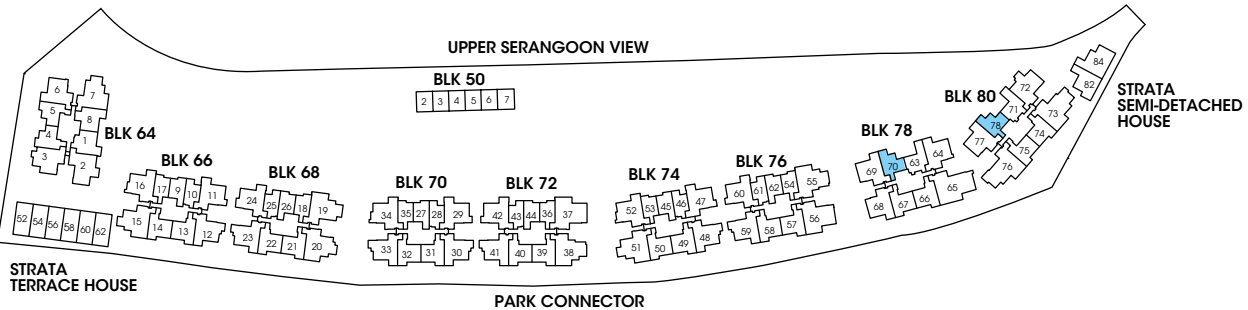 UPPER SERANGOON VIEW
BLK 50
2 3 4 5 6 7
BLK 64
6 7
5 8
4 1
3 2
BLK 66
16 17 9 10 11
15 14 13 12
BLK 68
24 25 26 18 19
23 22 21 20
BLK 70
34 35 27 28 29
33 32 31 30
BLK 72
42 43 44 36 37
41 40 39 38
BLK 74
52 53 45 46 47
51 50 49 48
BLK 76
60 61 62 54 55
59 58 57 56
BLK 78
69 70 63 64
68 67 66 65
BLK 80
72
71 73
78 74
77 75
76
84
82
STRATA
SEMI-DETACHED
HOUSE
52 54 56 58 60 62
STRATA
TERRACE HOUSE
PARK CONNECTOR